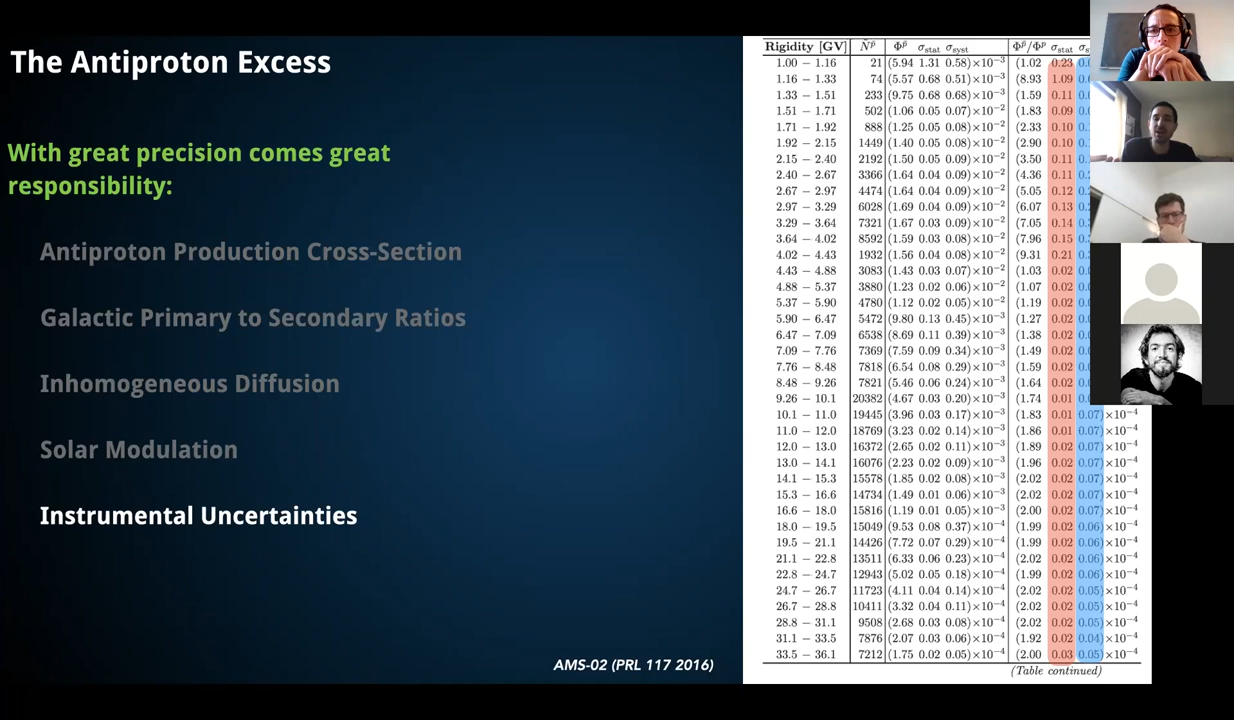 The Antiproton Excess
With great precision comes great
responsibility:
Antiproton Production Cross-Section
Galactic Primary to Secondary Ratios
Inhomogeneous Diffusion
Solar Modulation
Instrumental Uncertainties
AMS-02 (PRL 117 2016)
Rigidity [GV] Ñᵖ̄ Φᵖ̄ σstat σsyst Φᵖ̄/Φᵖ σstat
1.00 − 1.16 21 (5.94 1.31 0.58)×10⁻³ (1.02 0.23
1.16 − 1.33 74 (5.57 0.68 0.51)×10⁻³ (8.93 1.09
1.33 − 1.51 233 (9.75 0.68 0.68)×10⁻³ (1.59 0.11
1.51 − 1.71 502 (1.06 0.05 0.07)×10⁻² (1.83 0.09
1.71 − 1.92 888 (1.25 0.05 0.08)×10⁻² (2.33 0.10
1.92 − 2.15 1449 (1.40 0.05 0.08)×10⁻² (2.90 0.10
2.15 − 2.40 2192 (1.50 0.05 0.09)×10⁻² (3.50 0.11
2.40 − 2.67 3366 (1.64 0.04 0.09)×10⁻² (4.36 0.11
2.67 − 2.97 4474 (1.64 0.04 0.09)×10⁻² (5.05 0.12
2.97 − 3.29 6028 (1.69 0.04 0.09)×10⁻² (6.07 0.13
3.29 − 3.64 7321 (1.67 0.03 0.09)×10⁻² (7.05 0.14
3.64 − 4.02 8592 (1.59 0.03 0.08)×10⁻² (7.96 0.15
4.02 − 4.43 1932 (1.56 0.04 0.08)×10⁻² (9.31 0.21
4.43 − 4.88 3083 (1.43 0.03 0.07)×10⁻² (1.03 0.02
4.88 − 5.37 3880 (1.23 0.02 0.06)×10⁻² (1.07 0.02
5.37 − 5.90 4780 (1.12 0.02 0.05)×10⁻² (1.19 0.02
5.90 − 6.47 5472 (9.80 0.13 0.45)×10⁻³ (1.27 0.02
6.47 − 7.09 6538 (8.69 0.11 0.39)×10⁻³ (1.38 0.02
7.09 − 7.76 7369 (7.59 0.09 0.34)×10⁻³ (1.49 0.02
7.76 − 8.48 7818 (6.54 0.08 0.29)×10⁻³ (1.59 0.02
8.48 − 9.26 7821 (5.46 0.06 0.24)×10⁻³ (1.64 0.02
9.26 − 10.1 20382 (4.67 0.03 0.20)×10⁻³ (1.74 0.01
10.1 − 11.0 19445 (3.96 0.03 0.17)×10⁻³ (1.83 0.01 0.07)×10⁻⁴
11.0 − 12.0 18769 (3.23 0.02 0.14)×10⁻³ (1.86 0.01 0.07)×10⁻⁴
12.0 − 13.0 16372 (2.65 0.02 0.11)×10⁻³ (1.89 0.02 0.07)×10⁻⁴
13.0 − 14.1 16076 (2.23 0.02 0.09)×10⁻³ (1.96 0.02 0.07)×10⁻⁴
14.1 − 15.3 15578 (1.85 0.02 0.08)×10⁻³ (2.02 0.02 0.07)×10⁻⁴
15.3 − 16.6 14734 (1.49 0.01 0.06)×10⁻³ (2.02 0.02 0.07)×10⁻⁴
16.6 − 18.0 15816 (1.19 0.01 0.05)×10⁻³ (2.00 0.02 0.07)×10⁻⁴
18.0 − 19.5 15049 (9.53 0.08 0.37)×10⁻⁴ (1.99 0.02 0.06)×10⁻⁴
19.5 − 21.1 14426 (7.72 0.07 0.29)×10⁻⁴ (1.99 0.02 0.06)×10⁻⁴
21.1 − 22.8 13511 (6.33 0.06 0.23)×10⁻⁴ (2.02 0.02 0.06)×10⁻⁴
22.8 − 24.7 12943 (5.02 0.05 0.18)×10⁻⁴ (1.99 0.02 0.06)×10⁻⁴
24.7 − 26.7 11723 (4.11 0.04 0.14)×10⁻⁴ (2.02 0.02 0.05)×10⁻⁴
26.7 − 28.8 10411 (3.32 0.04 0.11)×10⁻⁴ (2.02 0.02 0.05)×10⁻⁴
28.8 − 31.1 9508 (2.68 0.03 0.08)×10⁻⁴ (2.02 0.02 0.05)×10⁻⁴
31.1 − 33.5 7876 (2.07 0.03 0.06)×10⁻⁴ (1.92 0.02 0.04)×10⁻⁴
33.5 − 36.1 7212 (1.75 0.02 0.05)×10⁻⁴ (2.00 0.03 0.05)×10⁻⁴
(Table continued)